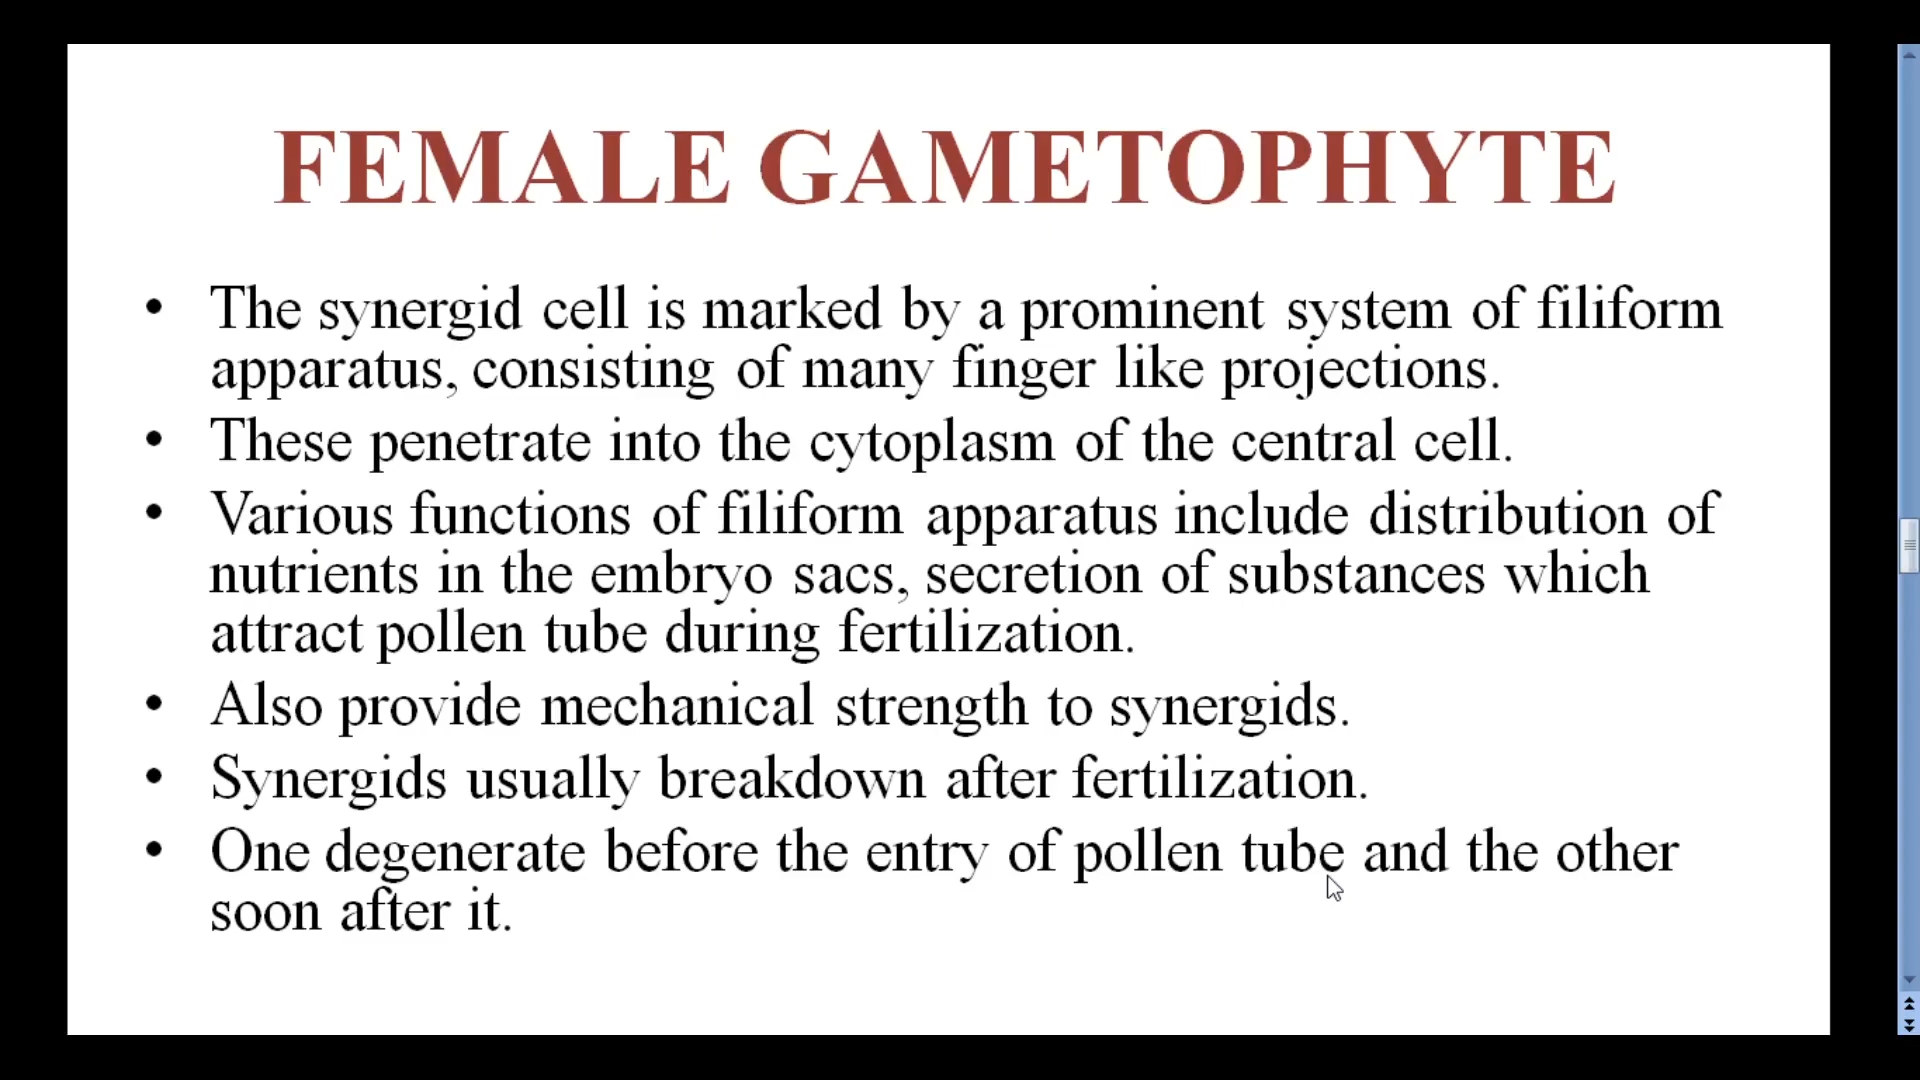 FEMALE GAMETOPHYTE
• The synergid cell is marked by a prominent system of filiform
apparatus, consisting of many finger like projections.
• These penetrate into the cytoplasm of the central cell.
• Various functions of filiform apparatus include distribution of
nutrients in the embryo sacs, secretion of substances which
attract pollen tube during fertilization.
• Also provide mechanical strength to synergids.
• Synergids usually breakdown after fertilization.
• One degenerate before the entry of pollen tube and the other
soon after it.